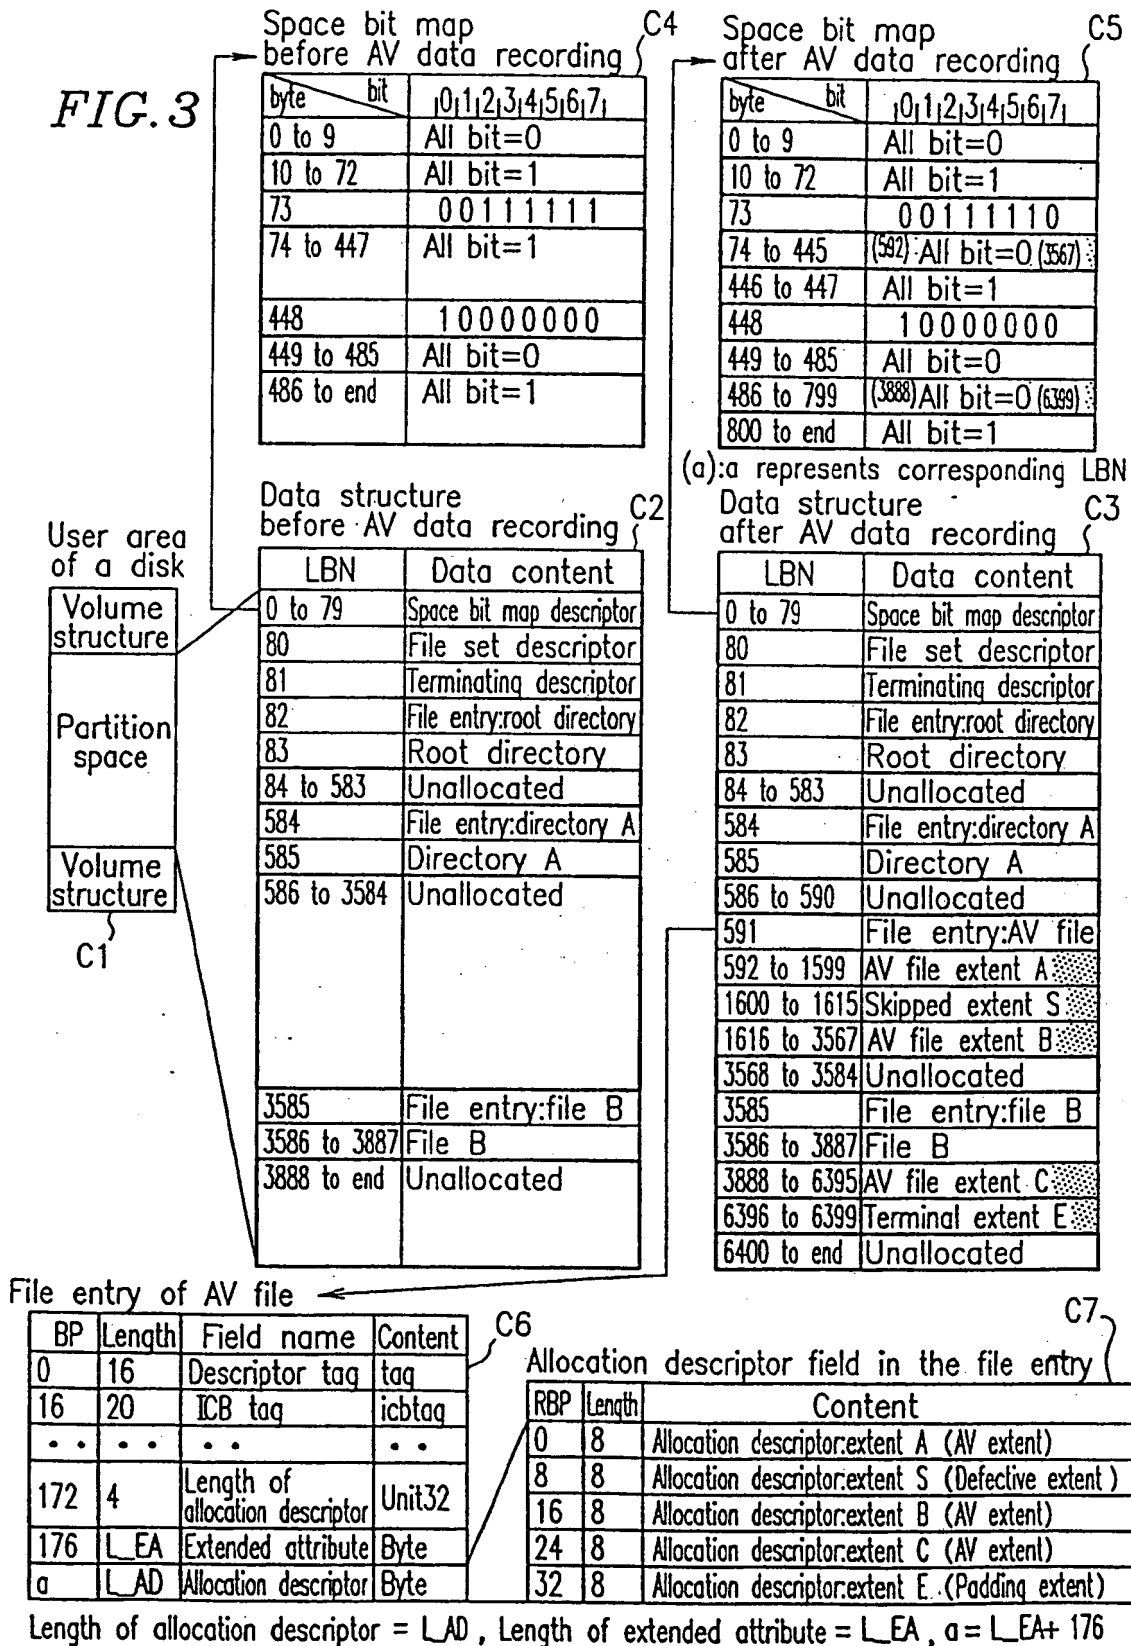 FIG. 3
Space bit map
before AV data recording
C4
byte bit 0 1 2 3 4 5 6 7
0 to 9 All bit=0
10 to 72 All bit=1
73 0 0 1 1 1 1 1 1
74 to 447 All bit=1
448 1 0 0 0 0 0 0 0
449 to 485 All bit=0
486 to end All bit=1
Space bit map
after AV data recording
C5
byte bit 0 1 2 3 4 5 6 7
0 to 9 All bit=0
10 to 72 All bit=1
73 0 0 1 1 1 1 1 0
74 to 445 (592) All bit=0 (3567)
446 to 447 All bit=1
448 1 0 0 0 0 0 0 0
449 to 485 All bit=0
486 to 799 (3888) All bit=0 (6399)
800 to end All bit=1
(a):a represents corresponding LBN
User area
of a disk
Volume
structure
Partition
space
Volume
structure
C1
Data structure
before AV data recording
C2
LBN Data content
0 to 79 Space bit map descriptor
80 File set descriptor
81 Terminating descriptor
82 File entry:root directory
83 Root directory
84 to 583 Unallocated
584 File entry:directory A
585 Directory A
586 to 3584 Unallocated
3585 File entry:file B
3586 to 3887 File B
3888 to end Unallocated
Data structure
after AV data recording
C3
LBN Data content
0 to 79 Space bit map descriptor
80 File set descriptor
81 Terminating descriptor
82 File entry:root directory
83 Root directory
84 to 583 Unallocated
584 File entry:directory A
585 Directory A
586 to 590 Unallocated
591 File entry:AV file
592 to 1599 AV file extent A
1600 to 1615 Skipped extent S
1616 to 3567 AV file extent B
3568 to 3584 Unallocated
3585 File entry:file B
3586 to 3887 File B
3888 to 6395 AV file extent C
6396 to 6399 Terminal extent E
6400 to end Unallocated
File entry of AV file
C6
BP Length Field name Content
0 16 Descriptor tag tag
16 20 ICB tag icbtag
• • • • • • • •
172 4 Length of allocation descriptor Unit32
176 L_EA Extended attribute Byte
a L_AD Allocation descriptor Byte
C7
Allocation descriptor field in the file entry
RBP Length Content
0 8 Allocation descriptor:extent A (AV extent)
8 8 Allocation descriptor:extent S (Defective extent)
16 8 Allocation descriptor:extent B (AV extent)
24 8 Allocation descriptor:extent C (AV extent)
32 8 Allocation descriptor:extent E (Padding extent)
Length of allocation descriptor = L_AD , Length of extended attribute = L_EA , a = L_EA+ 176